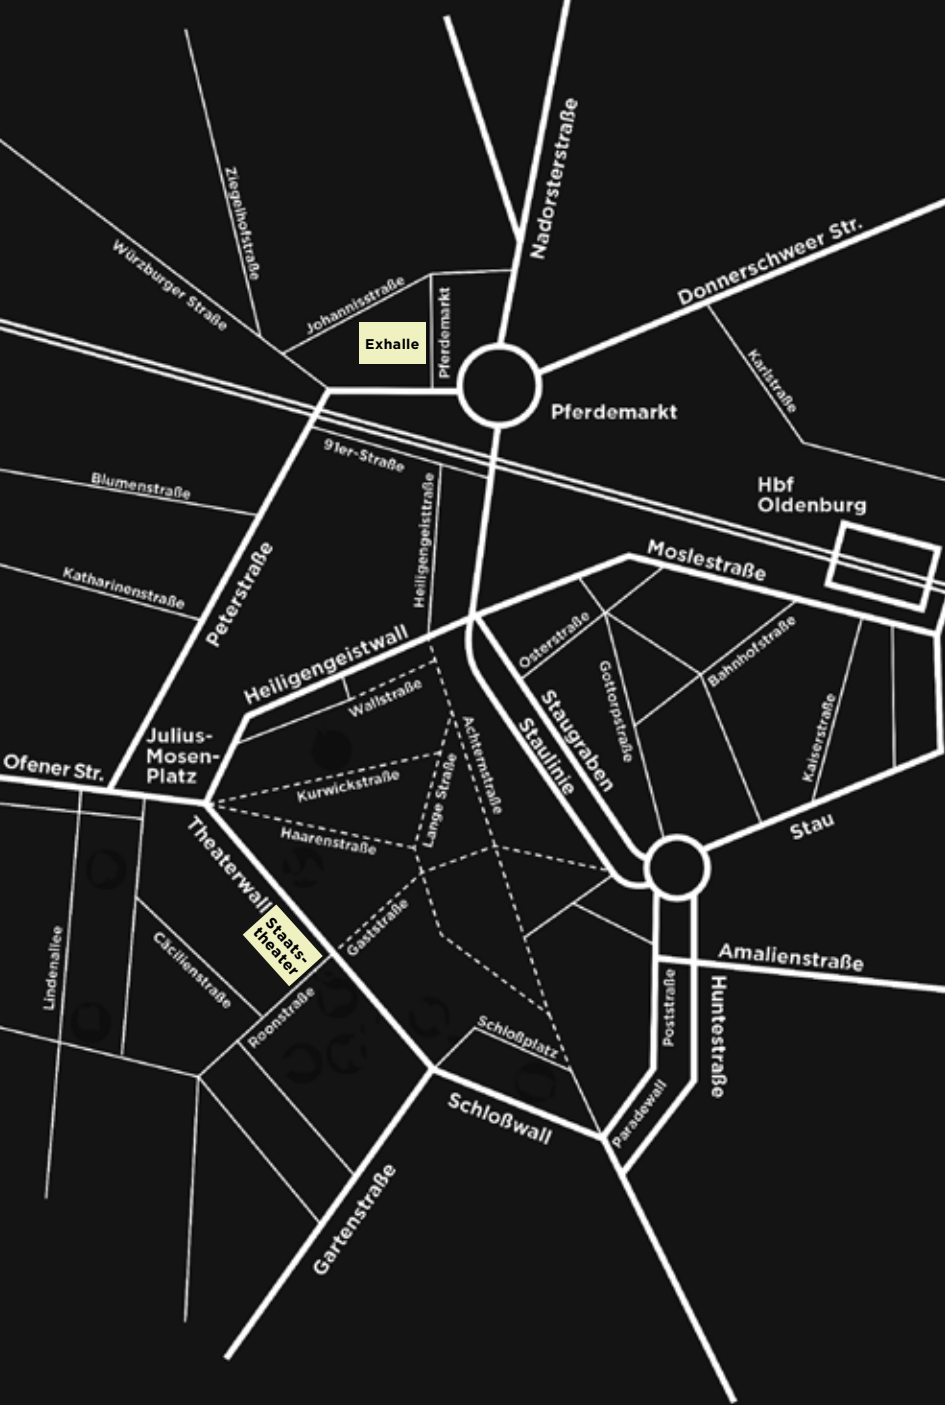 Nadorsterstraße
Ziegelhofstraße
Würzburger Straße
Donnerschweer Str.
Johannisstraße
Pferdemarkt
Exhalle
Karlstraße
Pferdemarkt
91er-Straße
Hbf
Oldenburg
Blumenstraße
Heiligengeisttraße
Moslestraße
Katharinenstraße
Peterstraße
Osterstraße
Heiligengeistwall
Bahnhofstraße
Gottorpstraße
Wallstraße
Staugraben
Kaiserstraße
Julius-
Mosen-
Platz
Staulinie
Achternstraße
Ofener Str.
Kurwickstraße
Lange Straße
Haarenstraße
Stau
Theaterwall
Staats-
theater
Gaststraße
Cäcilienstraße
Lindenallee
Amalienstraße
Roonstraße
Poststraße
Huntestraße
Schloßplatz
Paradewall
Schloßwall
Gartenstraße